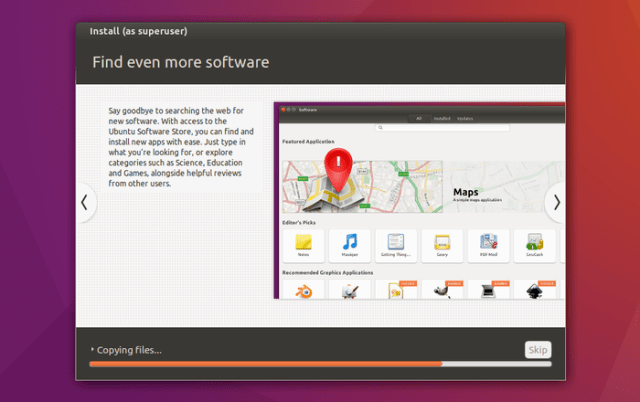 Install (as superuser)
Find even more software
Say goodbye to searching the web for
new software. With access to the
Ubuntu Software Store, you can find and
install new apps with ease. Just type in
what you're looking for, or explore
categories such as Science, Education
and Games, alongside helpful reviews
from other users.
Software
All Installed Updates
Featured Application
Maps
A simple maps application
Editor's Picks
Notes Musique Getting Thing... Geary PDF Mod
Recommended Graphics Applications
Copying files...
Skip